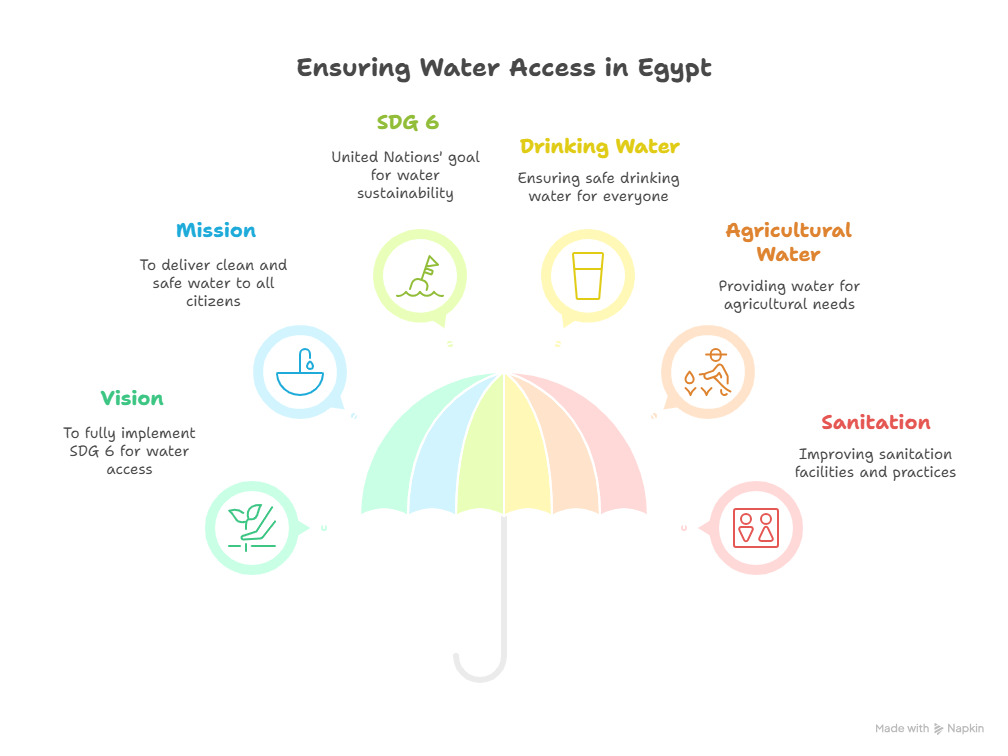 Ensuring Water Access in Egypt
SDG 6
United Nations' goal
for water
sustainability
Drinking Water
Ensuring safe drinking
water for everyone
Mission
To deliver clean and
safe water to all
citizens
Agricultural
Water
Providing water for
agricultural needs
Vision
To fully implement
SDG 6 for water
access
Sanitation
Improving sanitation
facilities and practices
Made with Napkin